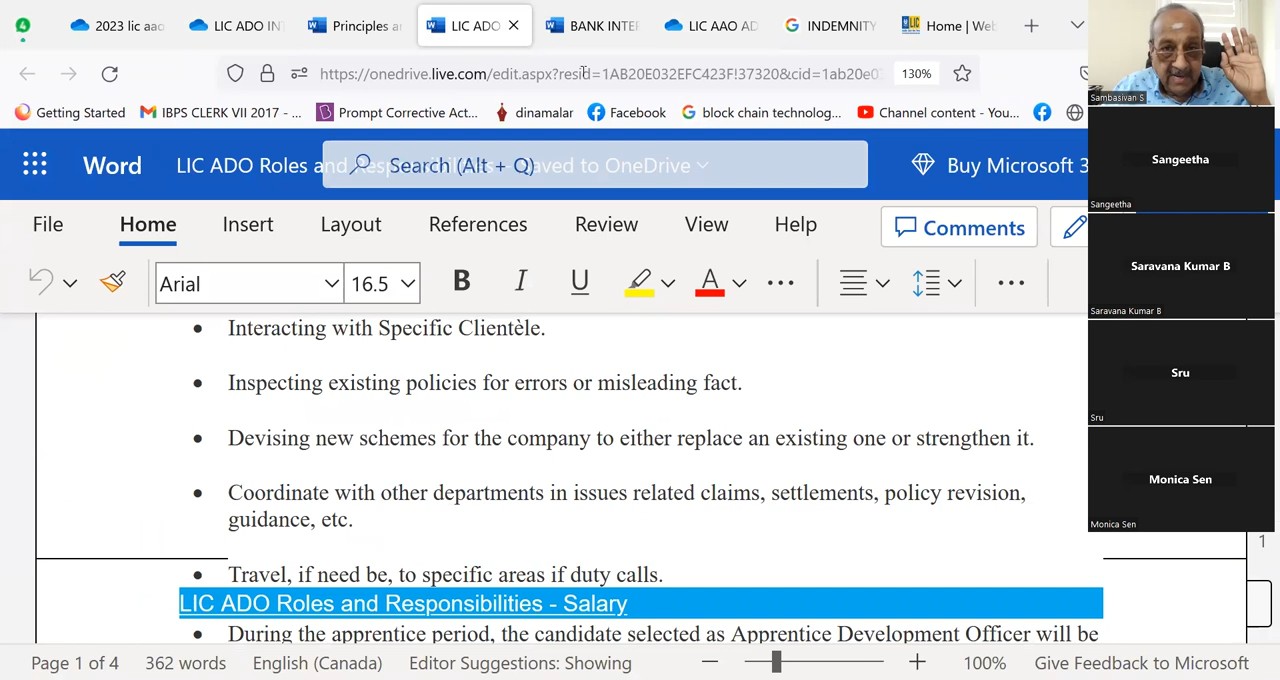 2023 lic aao
LIC ADO IN
Principles a
LIC ADO
BANK INTE
LIC AAO AD
INDEMNITY
Home | We
https://onedrive.live.com/edit.aspx?resid=1AB20E032EFC423F!37320&cid=1ab20e0
130%
Getting Started
IBPS CLERK VII 2017 - ...
Prompt Corrective Act...
dinamalar
Facebook
block chain technolog...
Channel content - You...
Word
LIC ADO Roles and Responsibilities - Saved to OneDrive
Search (Alt + Q)
Buy Microsoft 3
File
Home
Insert
Layout
References
Review
View
Help
Comments
Arial
16.5
B
I
U
A
• Interacting with Specific Clientèle.
• Inspecting existing policies for errors or misleading fact.
• Devising new schemes for the company to either replace an existing one or strengthen it.
• Coordinate with other departments in issues related claims, settlements, policy revision,
guidance, etc.
• Travel, if need be, to specific areas if duty calls.
LIC ADO Roles and Responsibilities - Salary
• During the apprentice period, the candidate selected as Apprentice Development Officer will be
Page 1 of 4
362 words
English (Canada)
Editor Suggestions: Showing
100%
Give Feedback to Microsoft
1
Sambasivan S
Sangeetha
Sangeetha
Saravana Kumar B
Saravana Kumar B
Sru
Sru
Monica Sen
Monica Sen